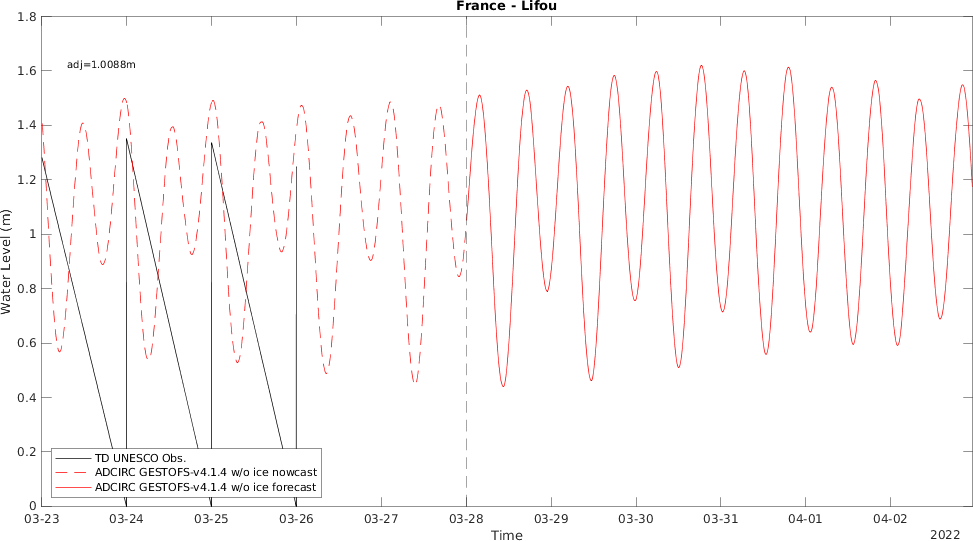 France - Lifou
adj=1.0088m
1.8
1.6
1.4
1.2
1
0.8
0.6
0.4
0.2
0
Water Level (m)
TD UNESCO Obs.
ADCIRC GESTOFS-v4.1.4 w/o ice nowcast
ADCIRC GESTOFS-v4.1.4 w/o ice forecast
03-23 03-24 03-25 03-26 03-27 03-28 03-29 03-30 03-31 04-01 04-02
Time
2022